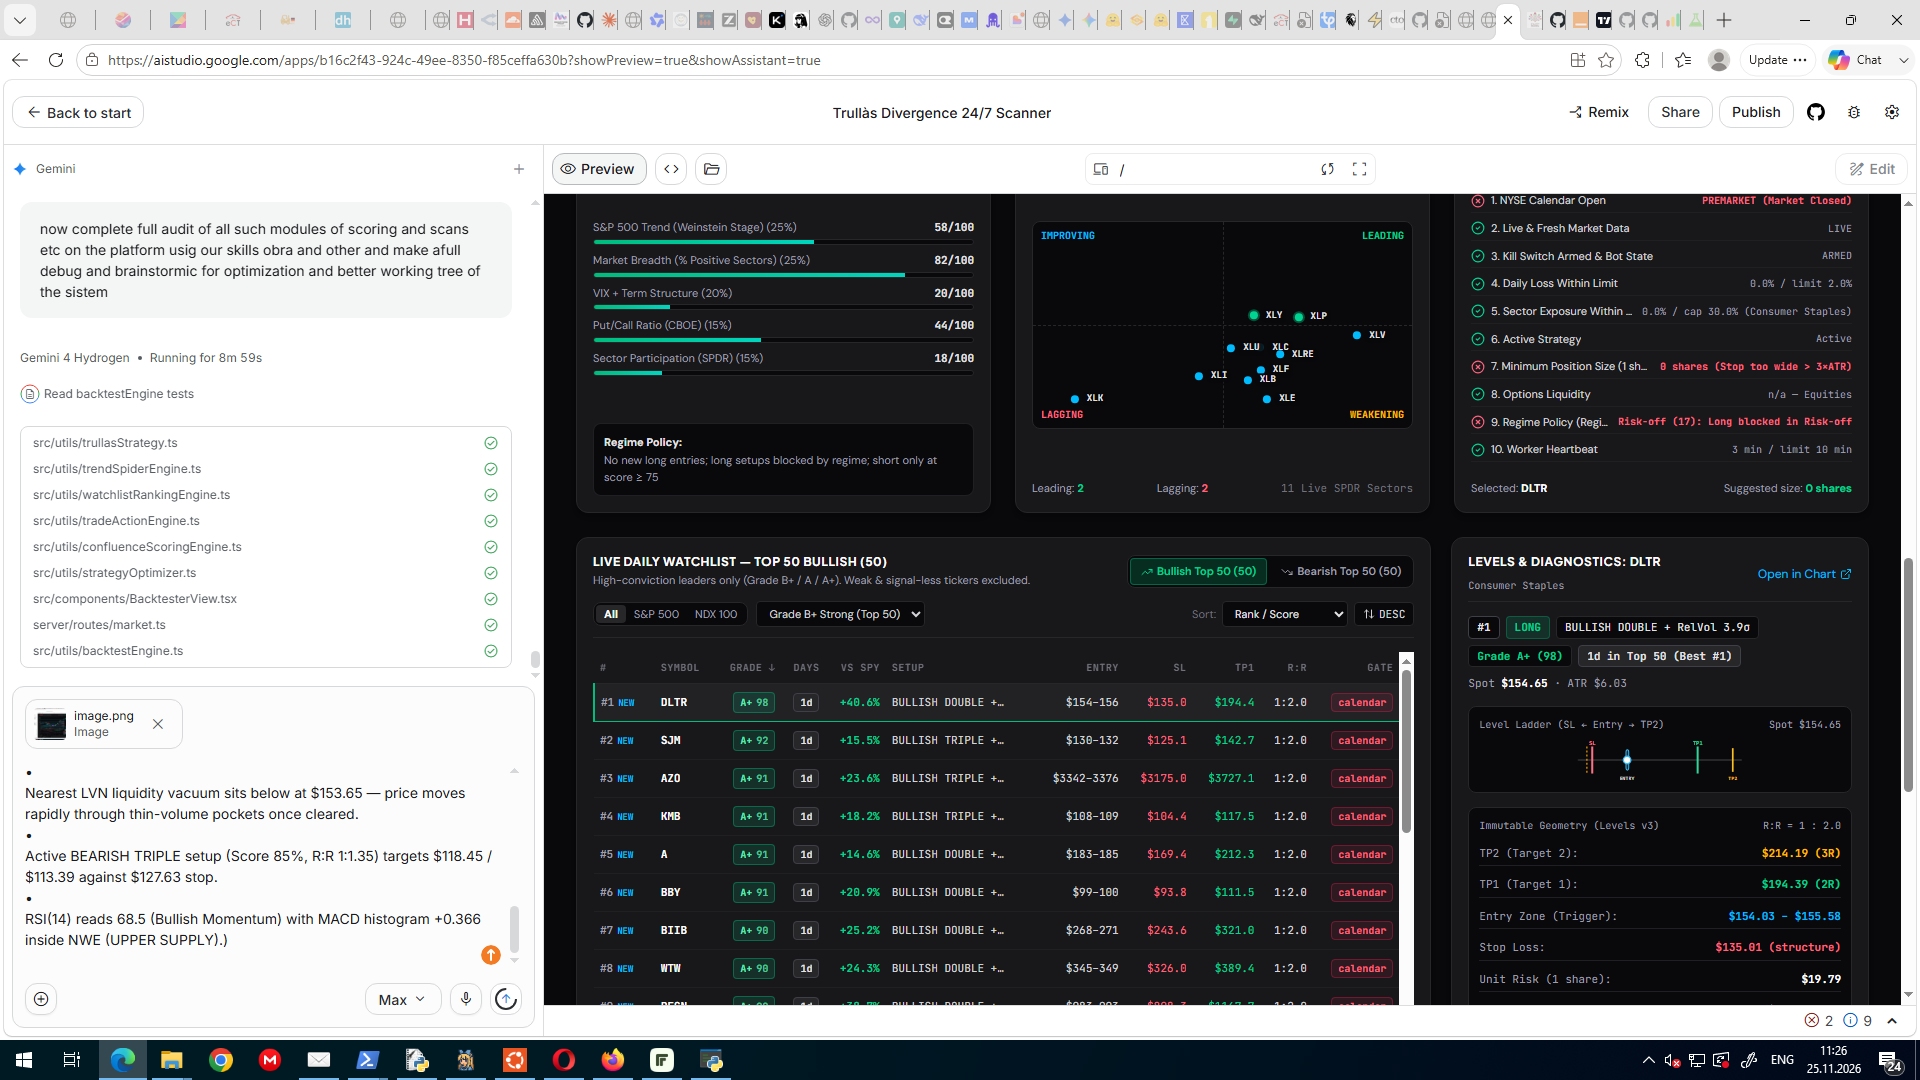 https://aistudio.google.com/apps/b16c2f43-924c-49ee-8350-f85ceffa630b?showPreview=true&showAssistant=true
Update
Chat
Back to start
Trullàs Divergence 24/7 Scanner
Remix
Share
Publish
Gemini
Preview
/
Edit
now complete full audit of all such modules of scoring and scans
etc on the platform usig our skills obra and other and make afull
debug and brainstormic for optimization and better working tree of
the sistem
Gemini 4 Hydrogen • Running for 8m 59s
Read backtestEngine tests
src/utils/trullasStrategy.ts
src/utils/trendSpiderEngine.ts
src/utils/watchlistRankingEngine.ts
src/utils/tradeActionEngine.ts
src/utils/confluenceScoringEngine.ts
src/utils/strategyOptimizer.ts
src/components/BacktesterView.tsx
server/routes/market.ts
src/utils/backtestEngine.ts
image.png
Image
•
Nearest LVN liquidity vacuum sits below at $153.65 — price moves
rapidly through thin-volume pockets once cleared.
•
Active BEARISH TRIPLE setup (Score 85%, R:R 1:1.35) targets $118.45 /
$113.39 against $127.63 stop.
•
RSI(14) reads 68.5 (Bullish Momentum) with MACD histogram +0.366
inside NWE (UPPER SUPPLY).)
Max
S&P 500 Trend (Weinstein Stage) (25%) 58/100
Market Breadth (% Positive Sectors) (25%) 82/100
VIX + Term Structure (20%) 20/100
Put/Call Ratio (CBOE) (15%) 44/100
Sector Participation (SPDR) (15%) 18/100
Regime Policy:
No new long entries; long setups blocked by regime; short only at
score ≥ 75
IMPROVING
LEADING
XLY
XLP
XLV
XLU
XLC
XLRE
XLI
XLF
XLB
XLK
XLE
LAGGING
WEAKENING
Leading: 2
Lagging: 2
11 Live SPDR Sectors
1. NYSE Calendar Open PREMARKET (Market Closed)
2. Live & Fresh Market Data LIVE
3. Kill Switch Armed & Bot State ARMED
4. Daily Loss Within Limit 0.0% / limit 2.0%
5. Sector Exposure Within ... 0.0% / cap 30.0% (Consumer Staples)
6. Active Strategy Active
7. Minimum Position Size (1 sh... 0 shares (Stop too wide > 3×ATR)
8. Options Liquidity n/a — Equities
9. Regime Policy (Regi... Risk-off (17): Long blocked in Risk-off
10. Worker Heartbeat 3 min / limit 10 min
Selected: DLTR
Suggested size: 0 shares
LIVE DAILY WATCHLIST — TOP 50 BULLISH (50)
High-conviction leaders only (Grade B+ / A / A+). Weak & signal-less tickers excluded.
Bullish Top 50 (50)
Bearish Top 50 (50)
All
S&P 500
NDX 100
Grade B+ Strong (Top 50)
Sort:
Rank / Score
DESC
# SYMBOL GRADE ↓ DAYS VS SPY SETUP ENTRY SL TP1 R:R GATE
#1 NEW DLTR A+ 98 1d +40.6% BULLISH DOUBLE +… $154–156 $135.0 $194.4 1:2.0 calendar
#2 NEW SJM A+ 92 1d +15.5% BULLISH TRIPLE +… $130–132 $125.1 $142.7 1:2.0 calendar
#3 NEW AZO A+ 91 1d +23.6% BULLISH TRIPLE +… $3342–3376 $3175.0 $3727.1 1:2.0 calendar
#4 NEW KMB A+ 91 1d +18.2% BULLISH TRIPLE +… $108–109 $104.4 $117.5 1:2.0 calendar
#5 NEW A A+ 91 1d +14.6% BULLISH DOUBLE +… $183–185 $169.4 $212.3 1:2.0 calendar
#6 NEW BBY A+ 91 1d +20.9% BULLISH DOUBLE +… $99–100 $93.8 $111.5 1:2.0 calendar
#7 NEW BIIB A+ 90 1d +25.2% BULLISH DOUBLE +… $268–271 $243.6 $321.0 1:2.0 calendar
#8 NEW WTW A+ 90 1d +24.3% BULLISH DOUBLE +… $345–349 $326.0 $389.4 1:2.0 calendar
LEVELS & DIAGNOSTICS: DLTR
Consumer Staples
Open in Chart
#1
LONG
BULLISH DOUBLE + RelVol 3.9σ
Grade A+ (98)
1d in Top 50 (Best #1)
Spot $154.65 · ATR $6.03
Level Ladder (SL ← Entry → TP2)
Spot $154.65
SL
TP1
ENTRY
TP2
Immutable Geometry (Levels v3) R:R = 1 : 2.0
TP2 (Target 2): $214.19 (3R)
TP1 (Target 1): $194.39 (2R)
Entry Zone (Trigger): $154.03 – $155.58
Stop Loss: $135.01 (structure)
Unit Risk (1 share): $19.79
2
9
ENG
11:26
25.11.2026
24